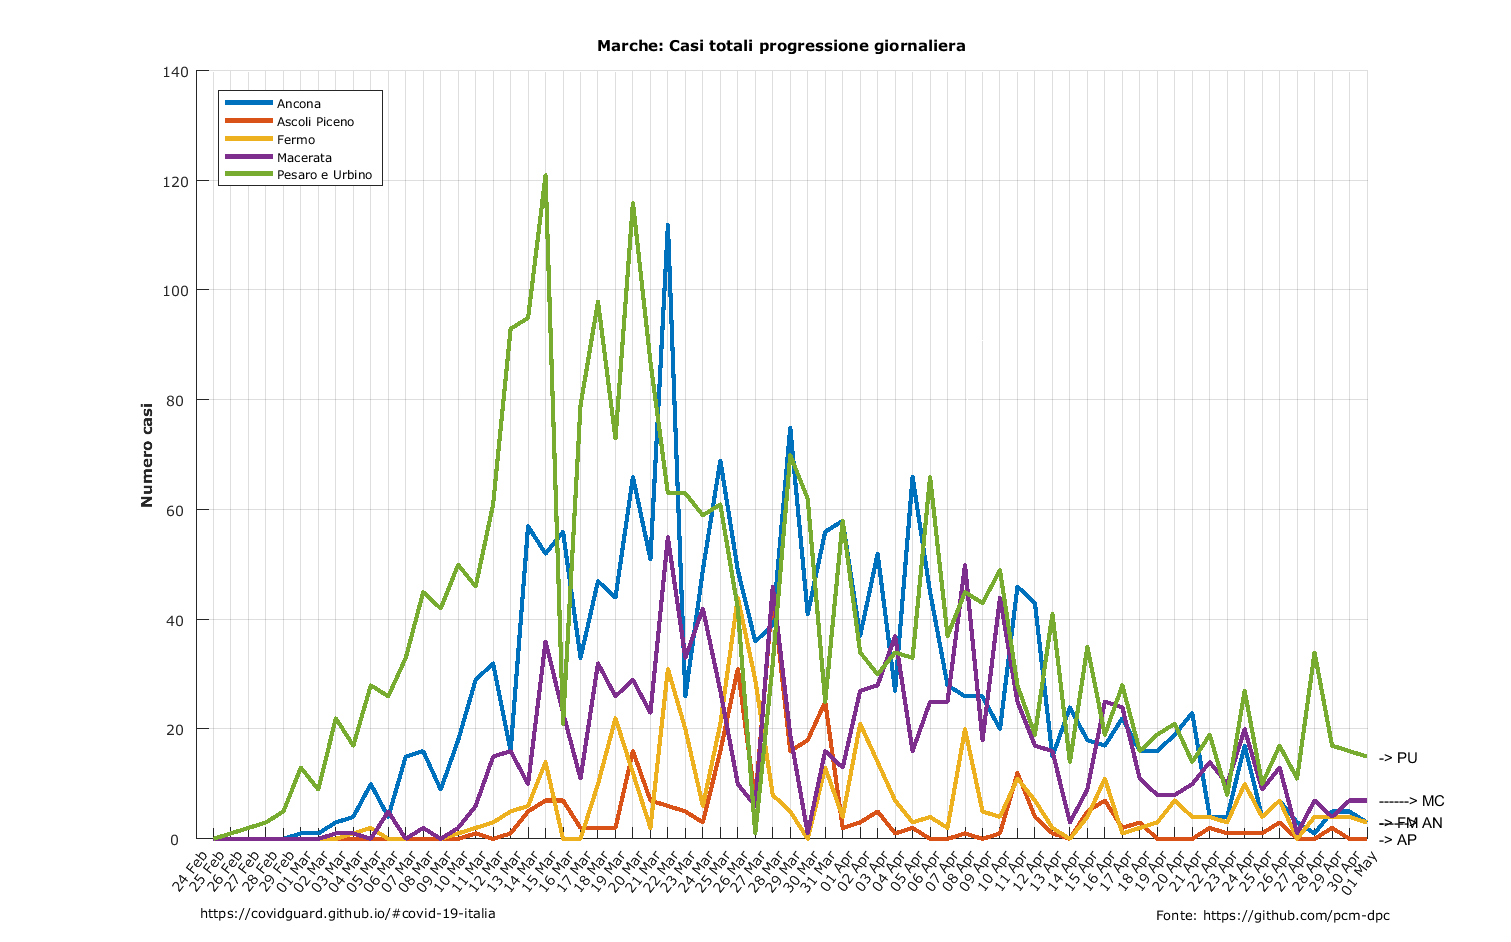 Marche: Casi totali progressione giornaliera
140
120
100
80
60
40
20
0
Numero casi
Ancona
Ascoli Piceno
Fermo
Macerata
Pesaro e Urbino
-> PU
------> MC
-> FM
AN
-> AP
24 Feb
25 Feb
26 Feb
27 Feb
28 Feb
29 Feb
01 Mar
02 Mar
03 Mar
04 Mar
05 Mar
06 Mar
07 Mar
08 Mar
09 Mar
10 Mar
11 Mar
12 Mar
13 Mar
14 Mar
15 Mar
16 Mar
17 Mar
18 Mar
19 Mar
20 Mar
21 Mar
22 Mar
23 Mar
24 Mar
25 Mar
26 Mar
27 Mar
28 Mar
29 Mar
30 Mar
31 Mar
01 Apr
02 Apr
03 Apr
04 Apr
05 Apr
06 Apr
07 Apr
08 Apr
09 Apr
10 Apr
11 Apr
12 Apr
13 Apr
14 Apr
15 Apr
16 Apr
17 Apr
18 Apr
19 Apr
20 Apr
21 Apr
22 Apr
23 Apr
24 Apr
25 Apr
26 Apr
27 Apr
28 Apr
29 Apr
30 Apr
01 May
https://covidguard.github.io/#covid-19-italia
Fonte: https://github.com/pcm-dpc